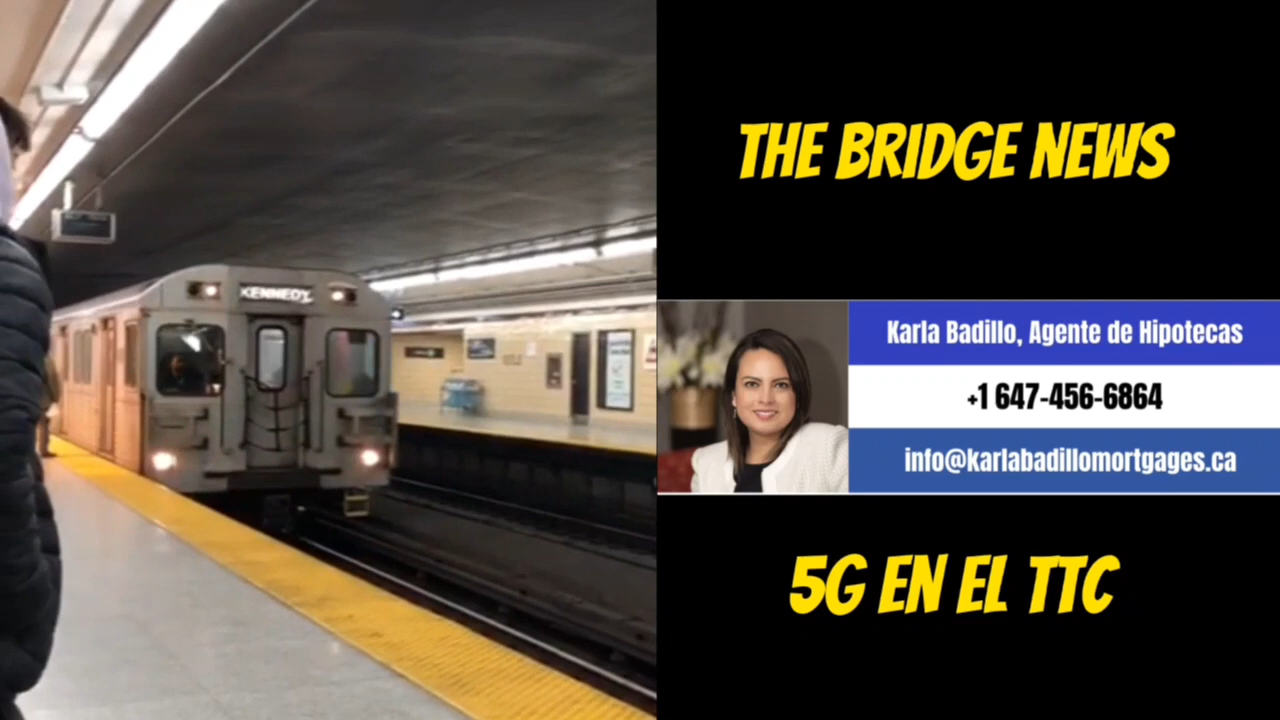 KENNEDY
THE BRIDGE NEWS
Karla Badillo, Agente de Hipotecas
+1 647-456-6864
info@karlabadillomortgages.ca
5G EN EL TTC